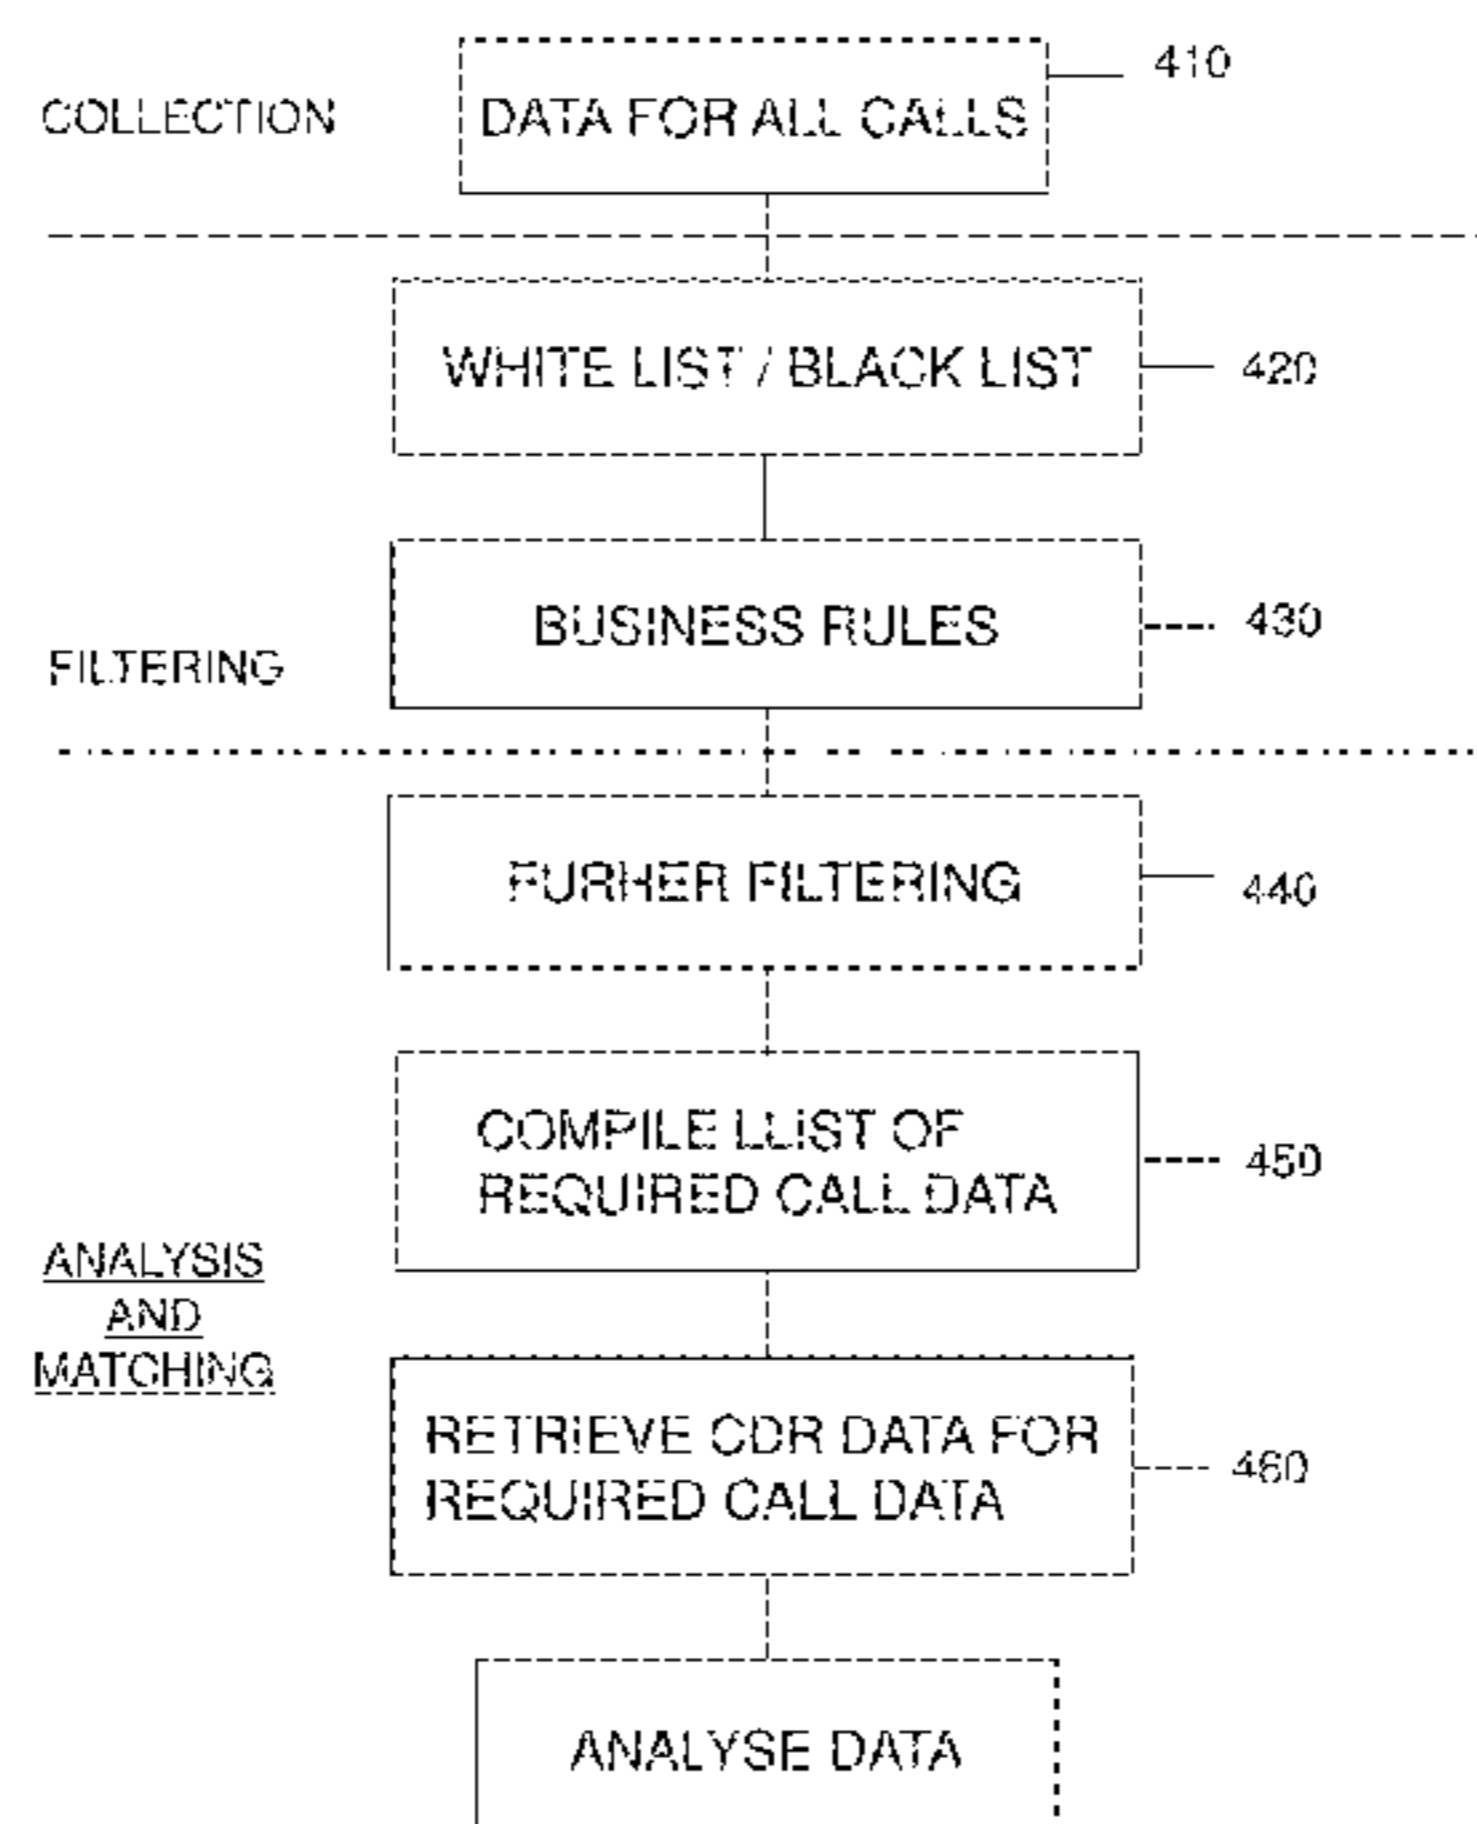 410
COLLECTION
DATA FOR ALL CALLS
WHITE LIST / BLACK LIST
420
BUSINESS RULES
430
FILTERING
FURHER FILTERING
440
COMPILE LLIST OF
REQUIRED CALL DATA
450
ANALYSIS
AND
MATCHING
RETRIEVE CDR DATA FOR
REQUIRED CALL DATA
460
ANALYSE DATA